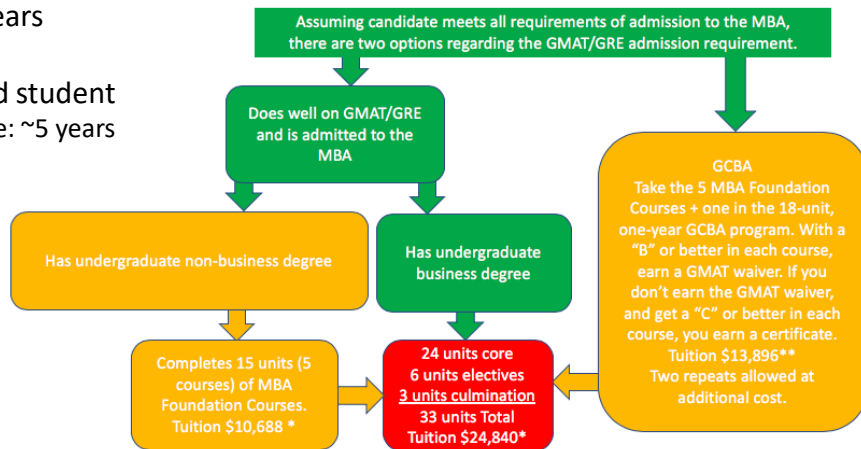 ears
d student
e: ~5 years
Assuming candidate meets all requirements of admission to the MBA,
there are two options regarding the GMAT/GRE admission requirement.
Does well on GMAT/GRE
and is admitted to the
MBA
Has undergraduate non-business degree
Has undergraduate
business degree
GCBA
Take the 5 MBA Foundation
Courses + one in the 18-unit,
one-year GCBA program. With a
“B” or better in each course,
earn a GMAT waiver. If you
don’t earn the GMAT waiver,
and get a “C” or better in each
course, you earn a certificate.
Tuition $13,896**
Two repeats allowed at
additional cost.
Completes 15 units (5
courses) of MBA
Foundation Courses.
Tuition $10,688 *
24 units core
6 units electives
3 units culmination
33 units Total
Tuition $24,840*